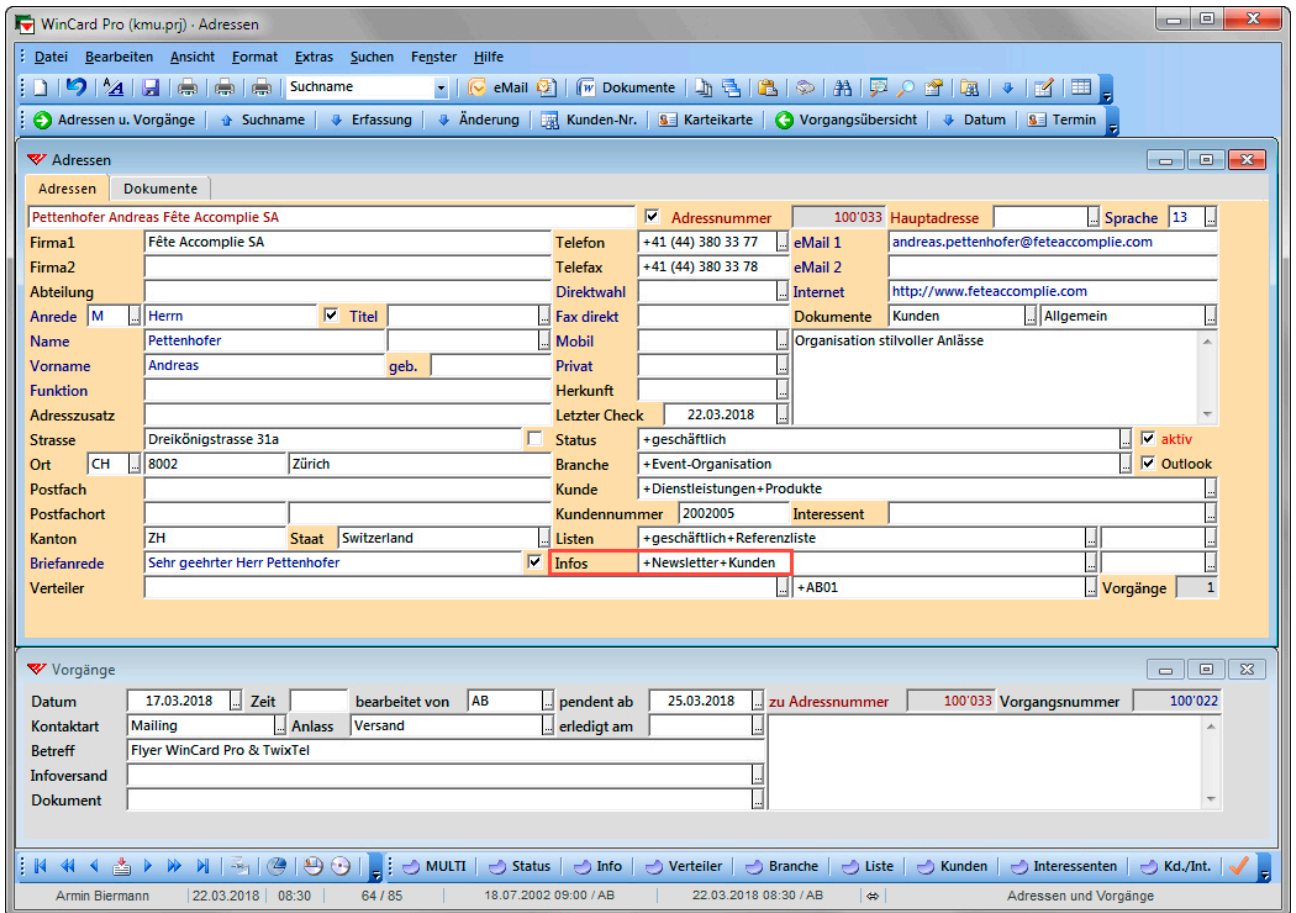 WinCard Pro (kmu.prj) - Adressen
Datei Bearbeiten Ansicht Format Extras Suchen Fenster Hilfe
Suchname eMail Dokumente
Adressen u. Vorgänge Suchname Erfassung Änderung Kunden-Nr. Karteikarte Vorgangsübersicht Datum Termin
Adressen
Adressen Dokumente
Pettenhofer Andreas Fête Accomplie SA Adressnummer 100'033 Hauptadresse Sprache 13
Firma1 Fête Accomplie SA Telefon +41 (44) 380 33 77 eMail 1 andreas.pettenhofer@feteaccomplie.com
Firma2 Telefax +41 (44) 380 33 78 eMail 2
Abteilung Direktwahl Internet http://www.feteaccomplie.com
Anrede M Herrn Titel Fax direkt Dokumente Kunden Allgemein
Name Pettenhofer Mobil Organisation stilvoller Anlässe
Vorname Andreas geb. Privat
Funktion Herkunft
Adresszusatz Letzter Check 22.03.2018
Strasse Dreikönigstrasse 31a Status +geschäftlich aktiv
Ort CH 8002 Zürich Branche +Event-Organisation Outlook
Postfach Kunde +Dienstleistungen+Produkte
Postfachort Kundennummer 2002005 Interessent
Kanton ZH Staat Switzerland Listen +geschäftlich+Referenzliste
Briefanrede Sehr geehrter Herr Pettenhofer Infos +Newsletter+Kunden
Verteiler +AB01 Vorgänge 1
Vorgänge
Datum 17.03.2018 Zeit bearbeitet von AB pendent ab 25.03.2018 zu Adressnummer 100'033 Vorgangsnummer 100'022
Kontaktart Mailing Anlass Versand erledigt am
Betreff Flyer WinCard Pro & TwixTel
Infoversand
Dokument
MULTI Status Info Verteiler Branche Liste Kunden Interessenten Kd./Int.
Armin Biermann 22.03.2018 08:30 64 / 85 18.07.2002 09:00 / AB 22.03.2018 08:30 / AB Adressen und Vorgänge